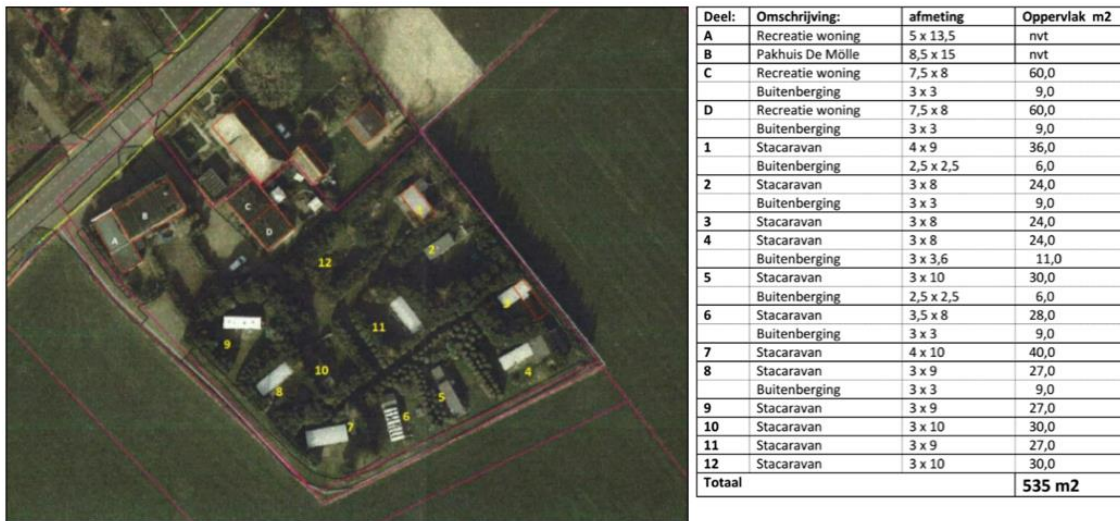 A
B
C
D
1
2
3
4
5
6
7
8
9
10
11
12
Deel: Omschrijving: afmeting Oppervlak m2
A Recreatie woning 5 x 13,5 nvt
B Pakhuis De Mölle 8,5 x 15 nvt
C Recreatie woning 7,5 x 8 60,0
Buitenberging 3 x 3 9,0
D Recreatie woning 7,5 x 8 60,0
Buitenberging 3 x 3 9,0
1 Stacaravan 4 x 9 36,0
Buitenberging 2,5 x 2,5 6,0
2 Stacaravan 3 x 8 24,0
Buitenberging 3 x 3 9,0
3 Stacaravan 3 x 8 24,0
4 Stacaravan 3 x 8 24,0
Buitenberging 3 x 3,6 11,0
5 Stacaravan 3 x 10 30,0
Buitenberging 2,5 x 2,5 6,0
6 Stacaravan 3,5 x 8 28,0
Buitenberging 3 x 3 9,0
7 Stacaravan 4 x 10 40,0
8 Stacaravan 3 x 9 27,0
Buitenberging 3 x 3 9,0
9 Stacaravan 3 x 9 27,0
10 Stacaravan 3 x 10 30,0
11 Stacaravan 3 x 9 27,0
12 Stacaravan 3 x 10 30,0
Totaal 535 m2